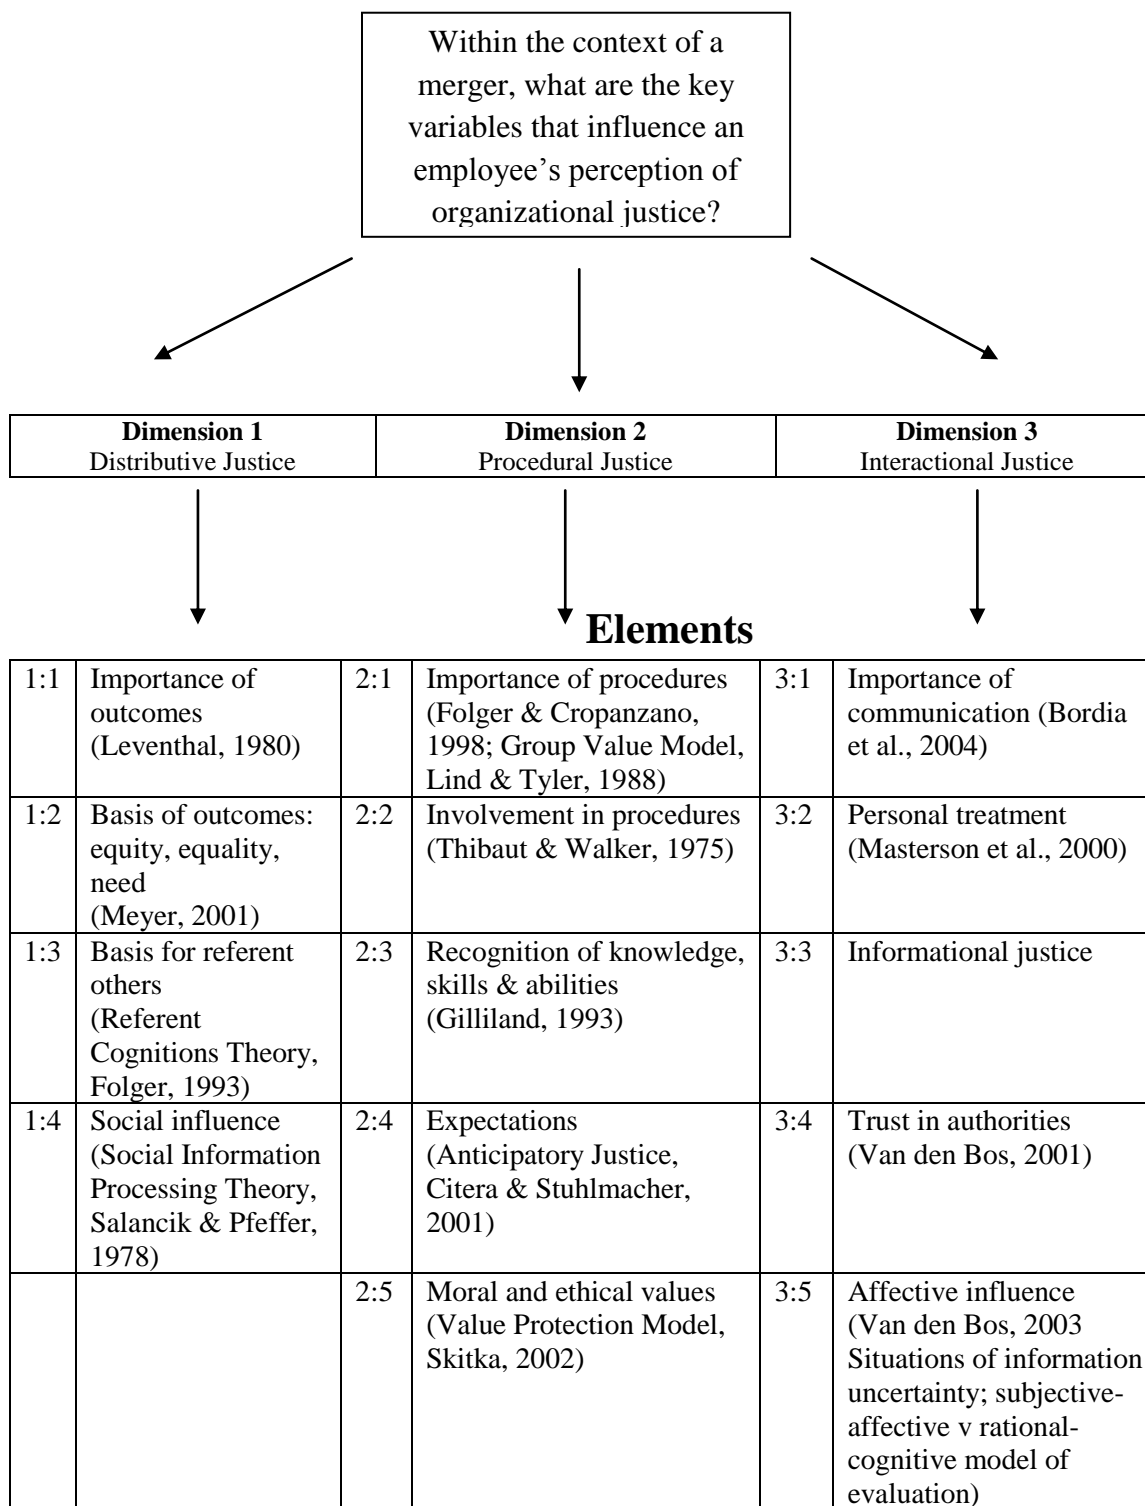 Within the context of a
merger, what are the key
variables that influence an
employee’s perception of
organizational justice?
Dimension 1
Distributive Justice
Dimension 2
Procedural Justice
Dimension 3
Interactional Justice
Elements
1:1
Importance of
outcomes
(Leventhal, 1980)
2:1
Importance of procedures
(Folger & Cropanzano,
1998; Group Value Model,
Lind & Tyler, 1988)
3:1
Importance of
communication (Bordia
et al., 2004)
1:2
Basis of outcomes:
equity, equality,
need
(Meyer, 2001)
2:2
Involvement in procedures
(Thibaut & Walker, 1975)
3:2
Personal treatment
(Masterson et al., 2000)
1:3
Basis for referent
others
(Referent
Cognitions Theory,
Folger, 1993)
2:3
Recognition of knowledge,
skills & abilities
(Gilliland, 1993)
3:3
Informational justice
1:4
Social influence
(Social Information
Processing Theory,
Salancik & Pfeffer,
1978)
2:4
Expectations
(Anticipatory Justice,
Citera & Stuhlmacher,
2001)
3:4
Trust in authorities
(Van den Bos, 2001)
2:5
Moral and ethical values
(Value Protection Model,
Skitka, 2002)
3:5
Affective influence
(Van den Bos, 2003
Situations of information
uncertainty; subjective-
affective v rational-
cognitive model of
evaluation)